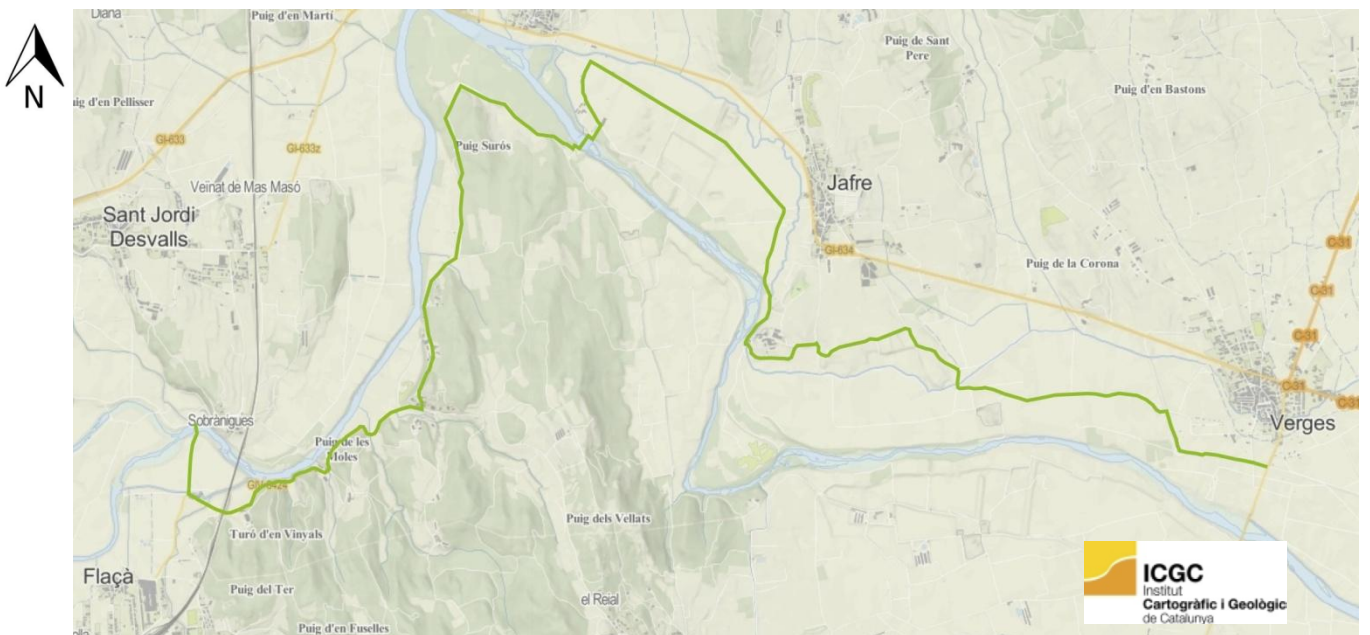 Diana
Puig d'en Martí
N
Puig de Sant
Pere
Puig d'en Bastons
uig d'en Pellisser
GI-633
GI-633z
Puig Surós
Veïnat de Mas Masó
Jafre
Sant Jordi
Desvalls
C-31
GI-634
Puig de la Corona
C-31
C-31
C-31
C-31
Sobrànigues
Verges
Puig de les
Moles
Puig dels Vellats
Turó d'en Vinyals
Flaçà
Puig del Ter
el Reial
Puig d'en Fuselles
ICGC
Institut
Cartogràfic i Geològic
de Catalunya